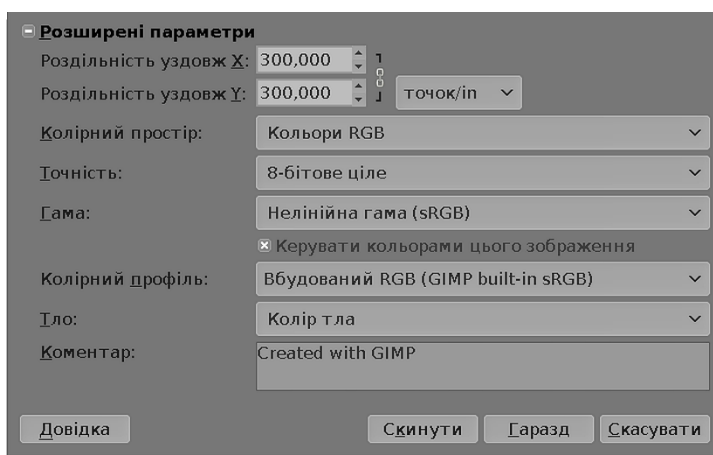 Розширені параметри
Роздільність уздовж X: 300,000
Роздільність уздовж Y: 300,000 точок/in
Колірний простір: Кольори RGB
Точність: 8-бітове ціле
Гама: Нелінійна гама (sRGB)
Керувати кольорами цього зображення
Колірний профіль: Вбудований RGB (GIMP built-in sRGB)
Тло: Колір тла
Коментар: Created with GIMP
Довідка Скинути Гаразд Скасувати